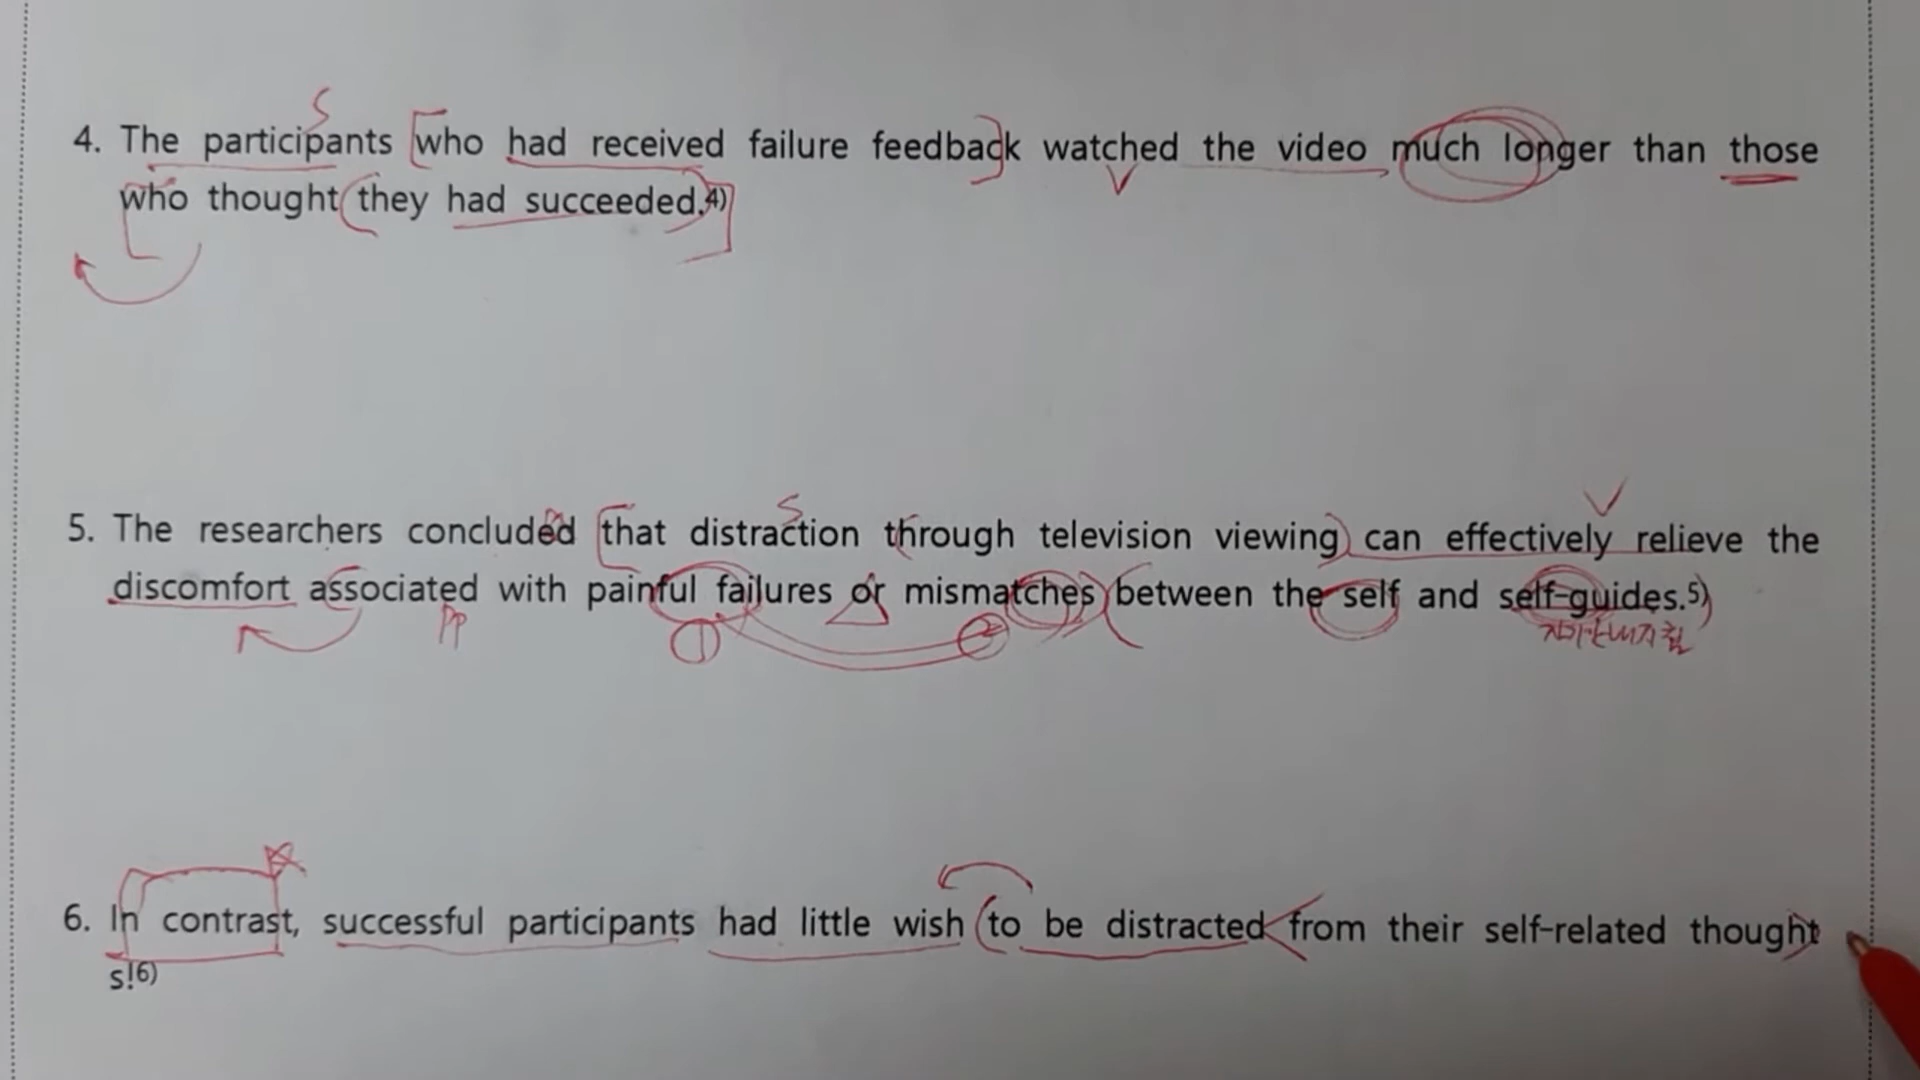 S
4. The participants who had received failure feedback watched the video much longer than those
V
who thought they had succeeded.4)
S
V
5. The researchers concluded that distraction through television viewing can effectively relieve the
discomfort associated with painful failures or mismatches between the self and self-guides.5)
PP
① ②
6. In contrast, successful participants had little wish to be distracted from their self-related thought
s!6)